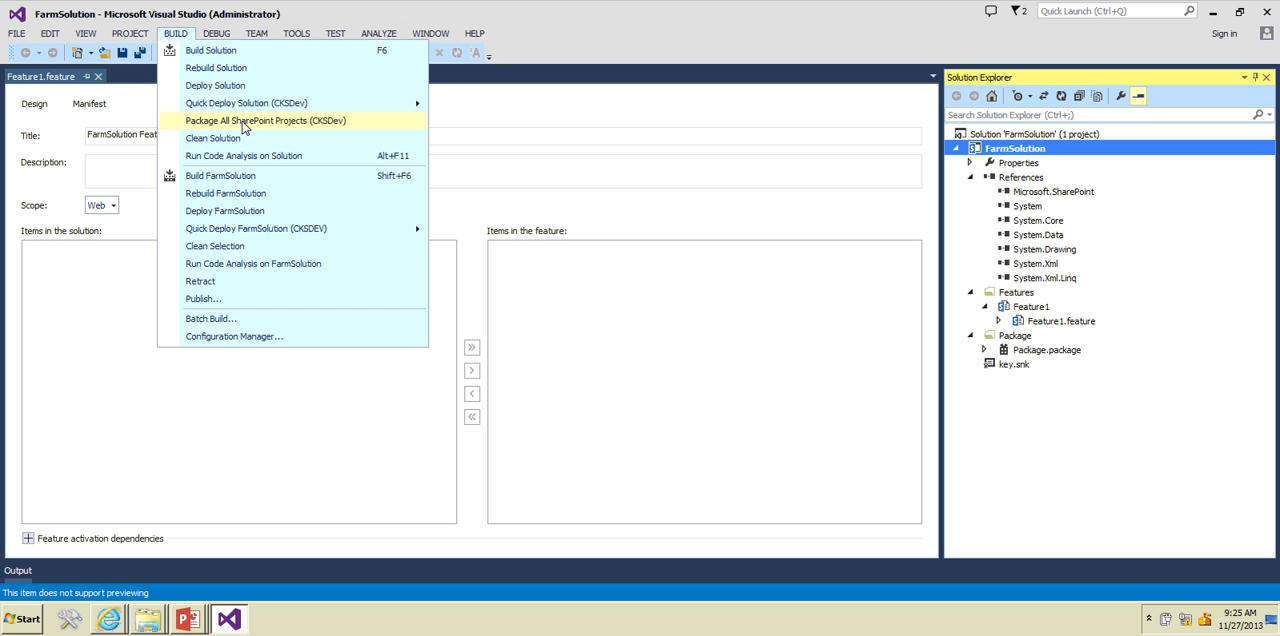 FarmSolution - Microsoft Visual Studio (Administrator)
2
Quick Launch (Ctrl+Q)
FILE EDIT VIEW PROJECT BUILD DEBUG TEAM TOOLS TEST ANALYZE WINDOW HELP
Sign in
Build Solution F6
Rebuild Solution
Deploy Solution
Quick Deploy Solution (CKSDev)
Package All SharePoint Projects (CKSDev)
Clean Solution
Run Code Analysis on Solution Alt+F11
Build FarmSolution Shift+F6
Rebuild FarmSolution
Deploy FarmSolution
Quick Deploy FarmSolution (CKSDEV)
Clean Selection
Run Code Analysis on FarmSolution
Retract
Publish...
Batch Build...
Configuration Manager...
Feature1.feature
Design Manifest
Title: FarmSolution Feat
Description:
Scope: Web
Items in the solution:
Items in the feature:
Feature activation dependencies
Solution Explorer
Search Solution Explorer (Ctrl+;)
Solution 'FarmSolution' (1 project)
FarmSolution
Properties
References
Microsoft.SharePoint
System
System.Core
System.Data
System.Drawing
System.Xml
System.Xml.Linq
Features
Feature1
Feature1.feature
Package
Package.package
key.snk
Output
This item does not support previewing
Start
9:25 AM
11/27/2013